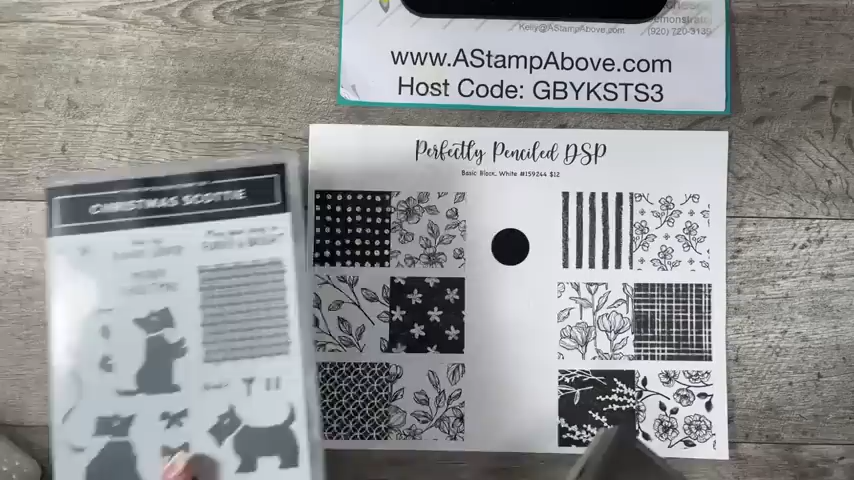 Kelly@AStampAbove.com
(920) 720-3135
www.AStampAbove.com
Host Code: GBYKSTS3
Perfectly Penciled DSP
Basic Black, White #159244 $12
CHRISTMAS SCOTTIE